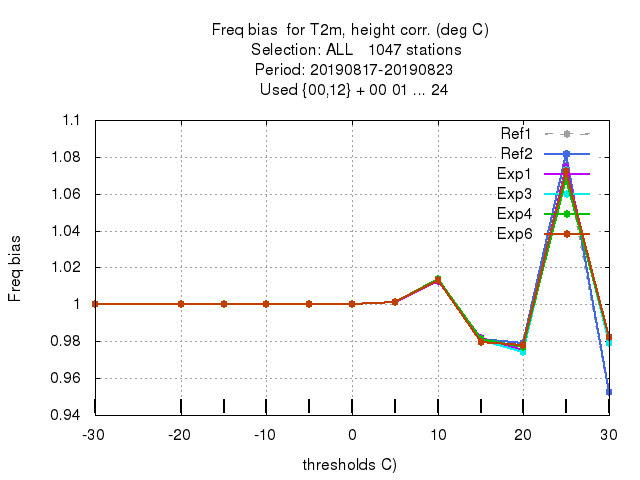 Freq bias  for T2m, height corr. (deg C)
Selection: ALL   1047 stations
Period: 20190817-20190823
Used {00,12} + 00 01 ... 24
Freq bias
1.1
1.08
1.06
1.04
1.02
1
0.98
0.96
0.94
Ref1
Ref2
Exp1
Exp3
Exp4
Exp6
-30 -20 -10 0 10 20 30
thresholds C)